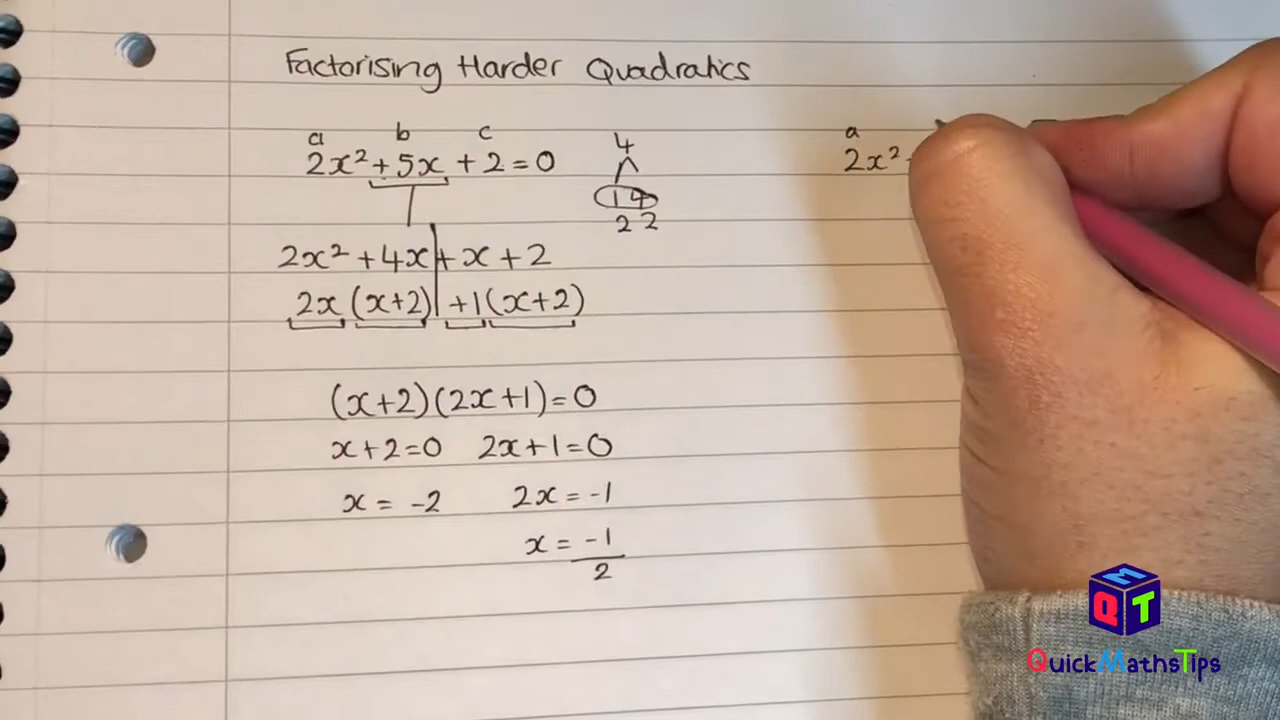 Factorising Harder Quadratics
a b c
2x² + 5x + 2 = 0
4
1 4
2 2
2x² + 4x + x + 2
2x (x+2) +1(x+2)
(x+2)(2x+1)=0
x+2=0 2x+1=0
x = -2 2x = -1
x = -1
2
a
2x²
M
Q T
QuickMathsTips